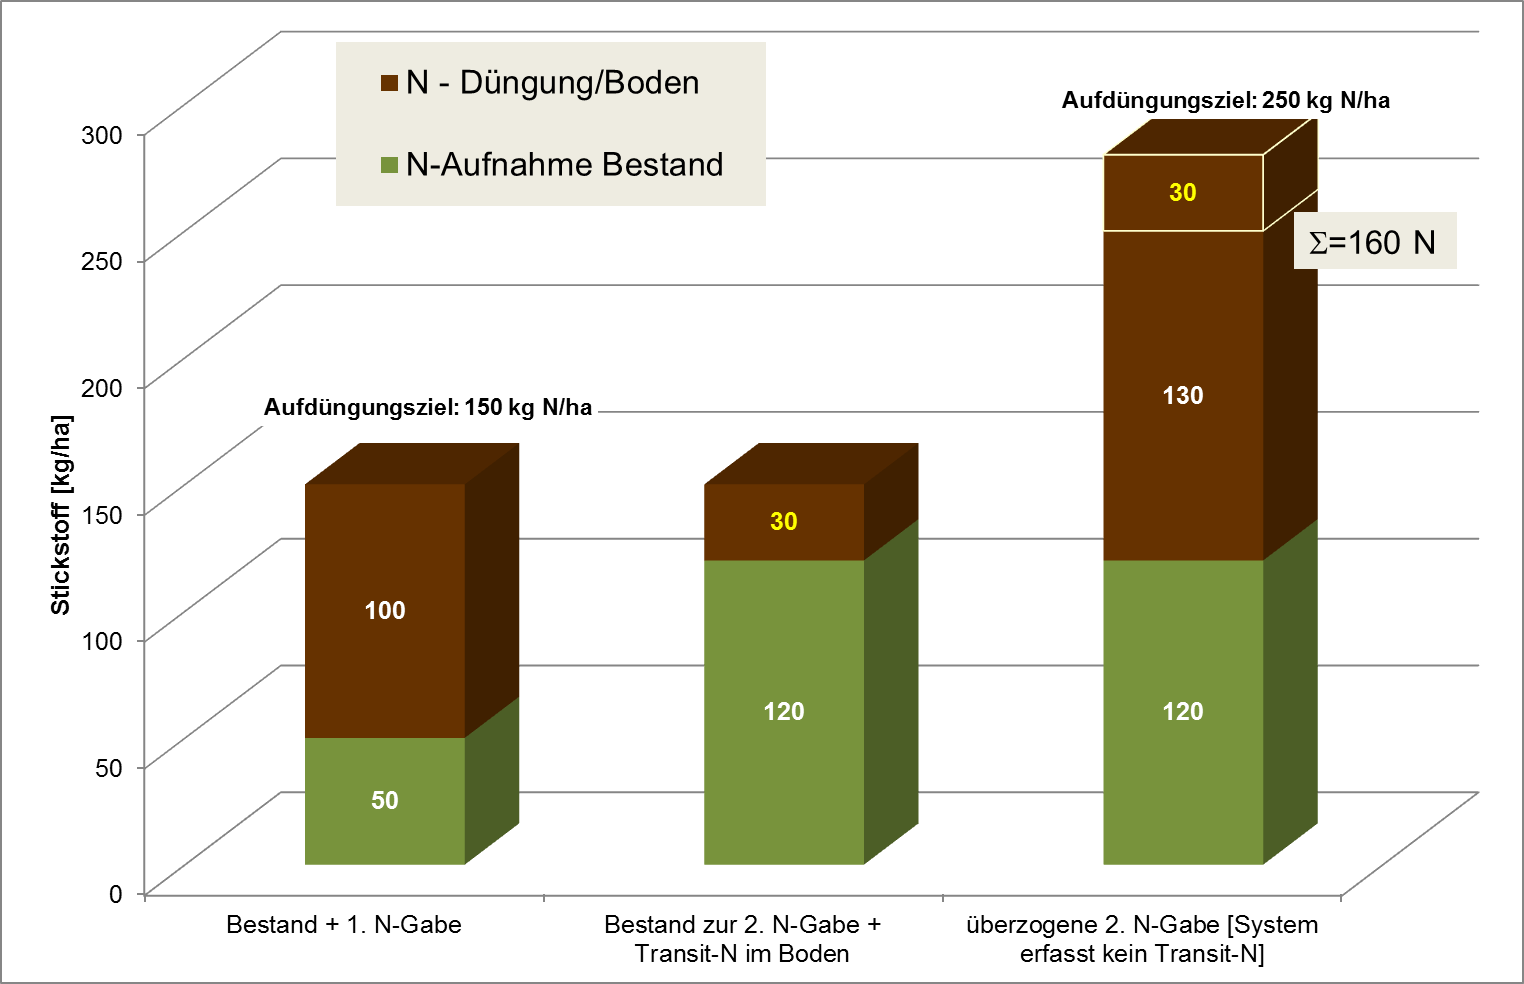 N - Düngung/Boden
N-Aufnahme Bestand
Aufdüngungsziel: 250 kg N/ha
Aufdüngungsziel: 150 kg N/ha
Σ=160 N
Stickstoff [kg/ha]
300
250
200
150
100
50
0
100
50
30
120
30
130
120
Bestand + 1. N-Gabe
Bestand zur 2. N-Gabe +
Transit-N im Boden
überzogene 2. N-Gabe [System
erfasst kein Transit-N]